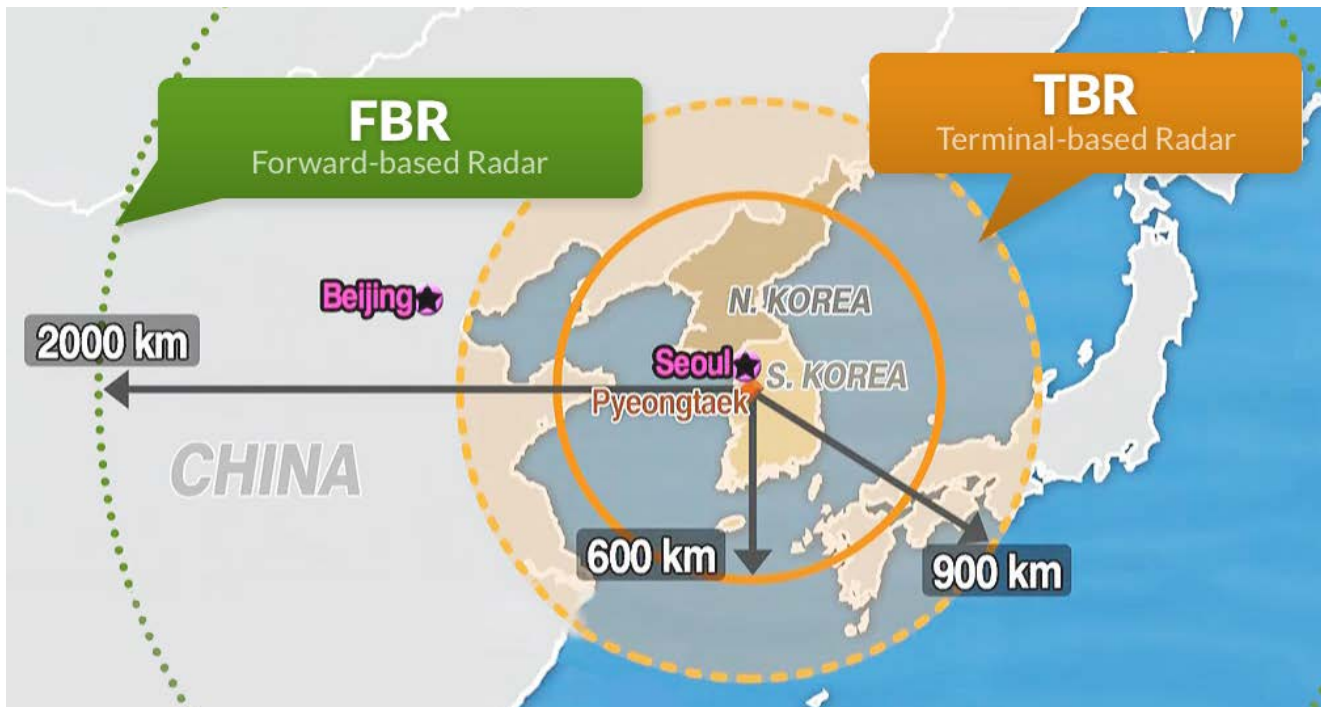 FBR
Forward-based Radar
TBR
Terminal-based Radar
Beijing
N. KOREA
2000 km
Seoul
S. KOREA
Pyeongtaek
CHINA
600 km
900 km